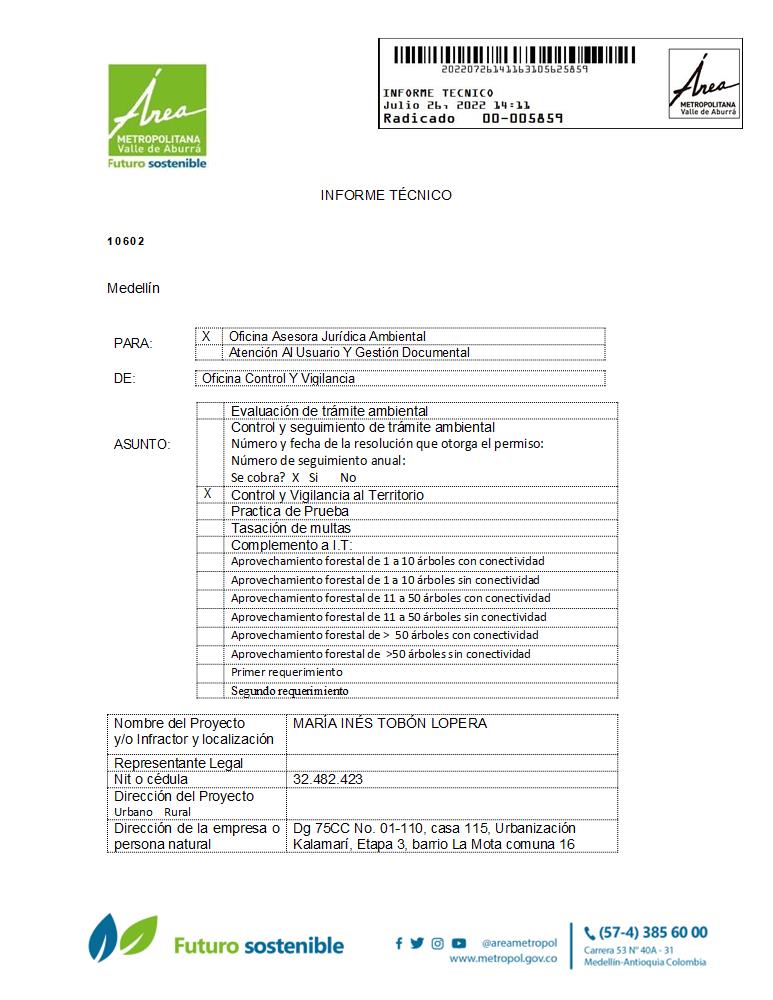 20220726141163105625859
INFORME TECNICO
Julio 26, 2022 14:11
Radicado 00-005859
Área
METROPOLITANA
Valle de Aburrá
Área
METROPOLITANA
Valle de Aburrá
Futuro sostenible
INFORME TÉCNICO
10602
Medellín
PARA:
X Oficina Asesora Jurídica Ambiental
Atención Al Usuario Y Gestión Documental
DE: Oficina Control Y Vigilancia
ASUNTO:
Evaluación de trámite ambiental
Control y seguimiento de trámite ambiental
Número y fecha de la resolución que otorga el permiso:
Número de seguimiento anual:
Se cobra? X Si No
X Control y Vigilancia al Territorio
Practica de Prueba
Tasación de multas
Complemento a I.T:
Aprovechamiento forestal de 1 a 10 árboles con conectividad
Aprovechamiento forestal de 1 a 10 árboles sin conectividad
Aprovechamiento forestal de 11 a 50 árboles con conectividad
Aprovechamiento forestal de 11 a 50 árboles sin conectividad
Aprovechamiento forestal de > 50 árboles con conectividad
Aprovechamiento forestal de >50 árboles sin conectividad
Primer requerimiento
Segundo requerimiento
Nombre del Proyecto MARÍA INÉS TOBÓN LOPERA
y/o Infractor y localización
Representante Legal
Nit o cédula 32.482.423
Dirección del Proyecto
Urbano Rural
Dirección de la empresa o Dg 75CC No. 01-110, casa 115, Urbanización
persona natural Kalamarí, Etapa 3, barrio La Mota comuna 16
Futuro sostenible
@areametropol
www.metropol.gov.co
(57-4) 385 60 00
Carrera 53 N° 40A - 31
Medellín-Antioquia Colombia